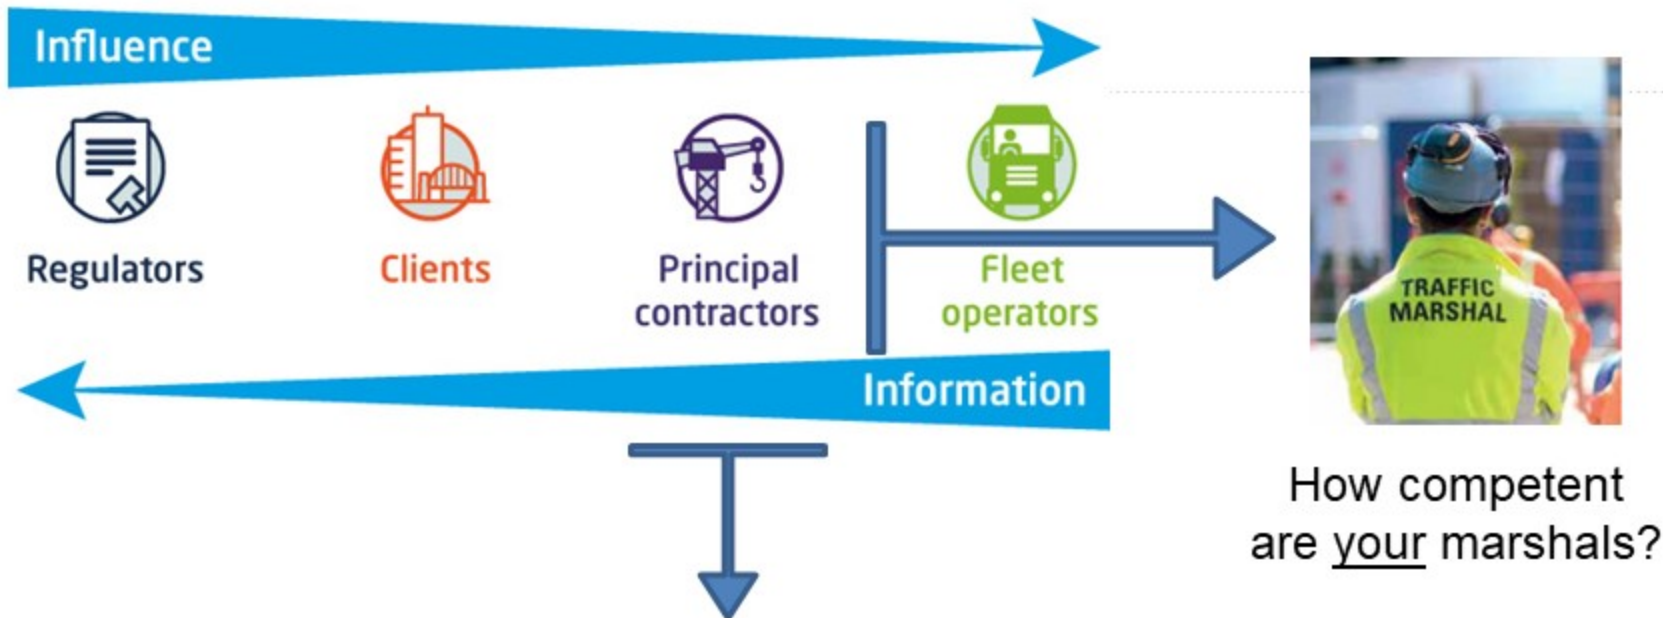 Influence
Regulators
Clients
Principal
contractors
Fleet
operators
Information
TRAFFIC
MARSHAL
How competent
are your marshals?